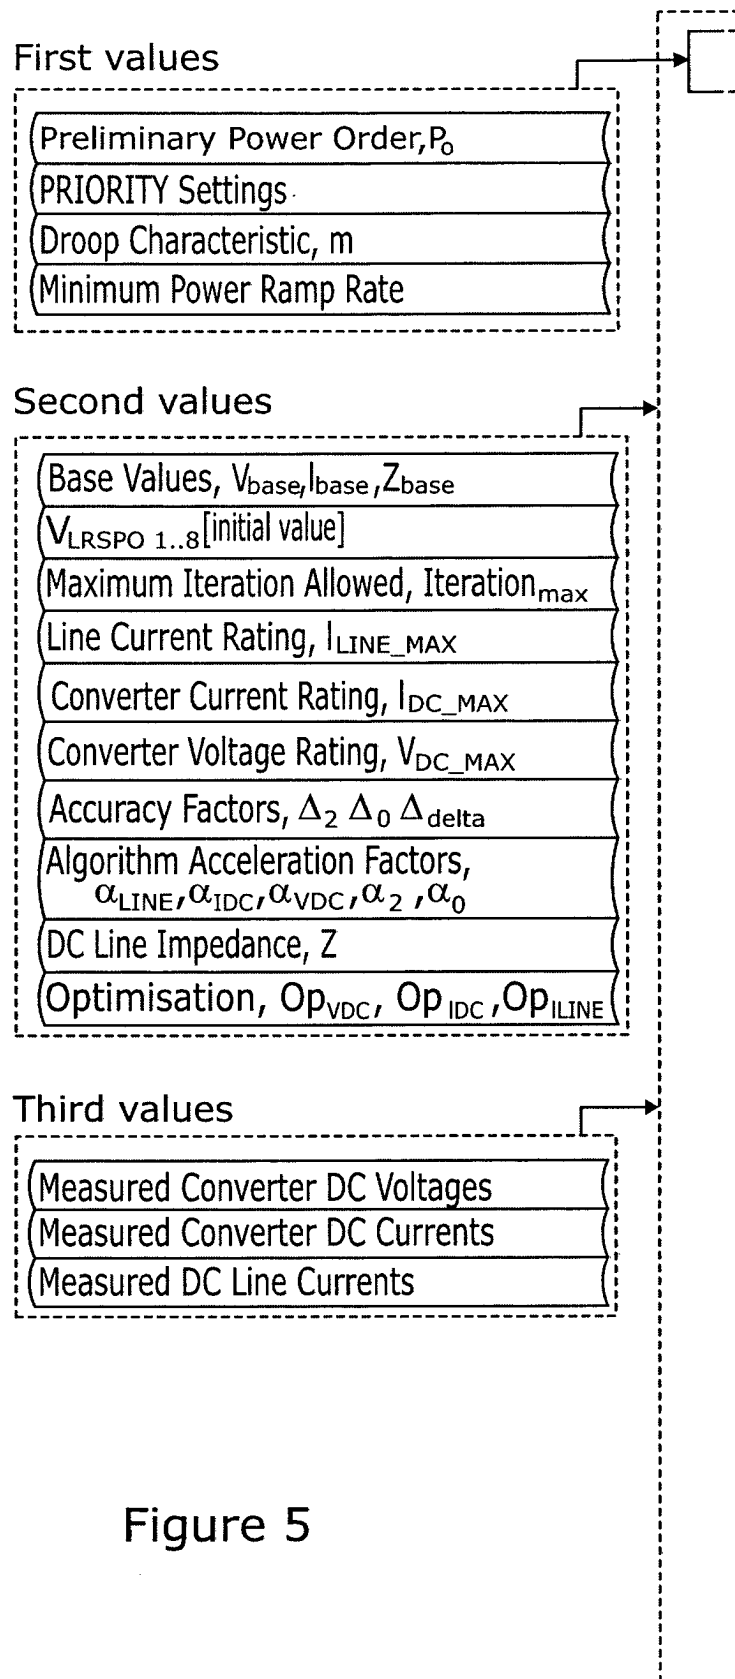 First values
Preliminary Power Order,Po
PRIORITY Settings
Droop Characteristic, m
Minimum Power Ramp Rate
Second values
Base Values, Vbase,Ibase,Zbase
VLRSPO 1..8[initial value]
Maximum Iteration Allowed, Iterationmax
Line Current Rating, ILINE_MAX
Converter Current Rating, IDC_MAX
Converter Voltage Rating, VDC_MAX
Accuracy Factors, Δ2 Δ0 Δdelta
Algorithm Acceleration Factors,
αLINE,αIDC,αVDC,α2 ,α0
DC Line Impedance, Z
Optimisation, OpVDC, OpIDC ,OpILINE
Third values
Measured Converter DC Voltages
Measured Converter DC Currents
Measured DC Line Currents
Figure 5